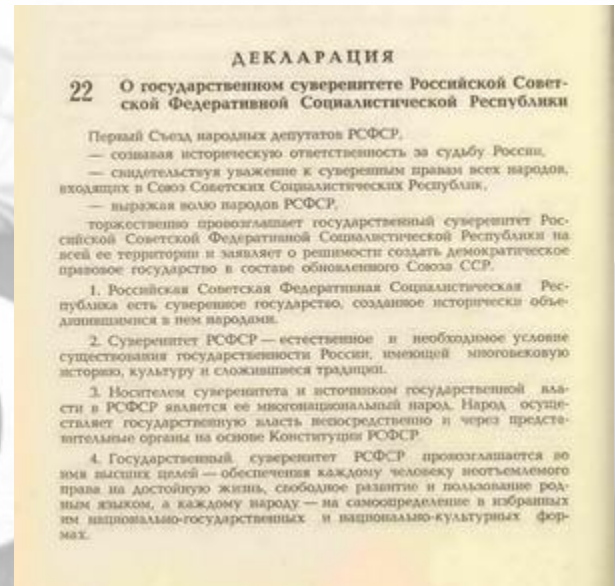 ДЕКЛАРАЦИЯ
22 О государственном суверенитете Российской Совет-
ской Федеративной Социалистической Республики
Первый Съезд народных депутатов РСФСР,
— сознавая историческую ответственность за судьбу России,
— свидетельствуя уважение к суверенным правам всех народов,
входящих в Союз Советских Социалистических Республик,
— выражая волю народов РСФСР,
торжественно провозглашает государственный суверенитет Рос-
сийской Советской Федеративной Социалистической Республики на
всей ее территории и заявляет о решимости создать демократическое
правовое государство в составе обновленного Союза ССР.
1. Российская Советская Федеративная Социалистическая Рес-
публика есть суверенное государство, созданное исторически объе-
динившимися в нем народами.
2. Суверенитет РСФСР — естественное и необходимое условие
существования государственности России, имеющей многовековую
историю, культуру и сложившиеся традиции.
3. Носителем суверенитета и источником государственной вла-
сти в РСФСР является ее многонациональный народ. Народ осуще-
ствляет государственную власть непосредственно и через предста-
вительные органы на основе Конституции РСФСР.
4. Государственный суверенитет РСФСР провозглашается во
имя высших целей — обеспечения каждому человеку неотъемлемого
права на достойную жизнь, свободное развитие и пользование род-
ным языком, а каждому народу — на самоопределение в избранных
им национально-государственных и национально-культурных фор-
мах.